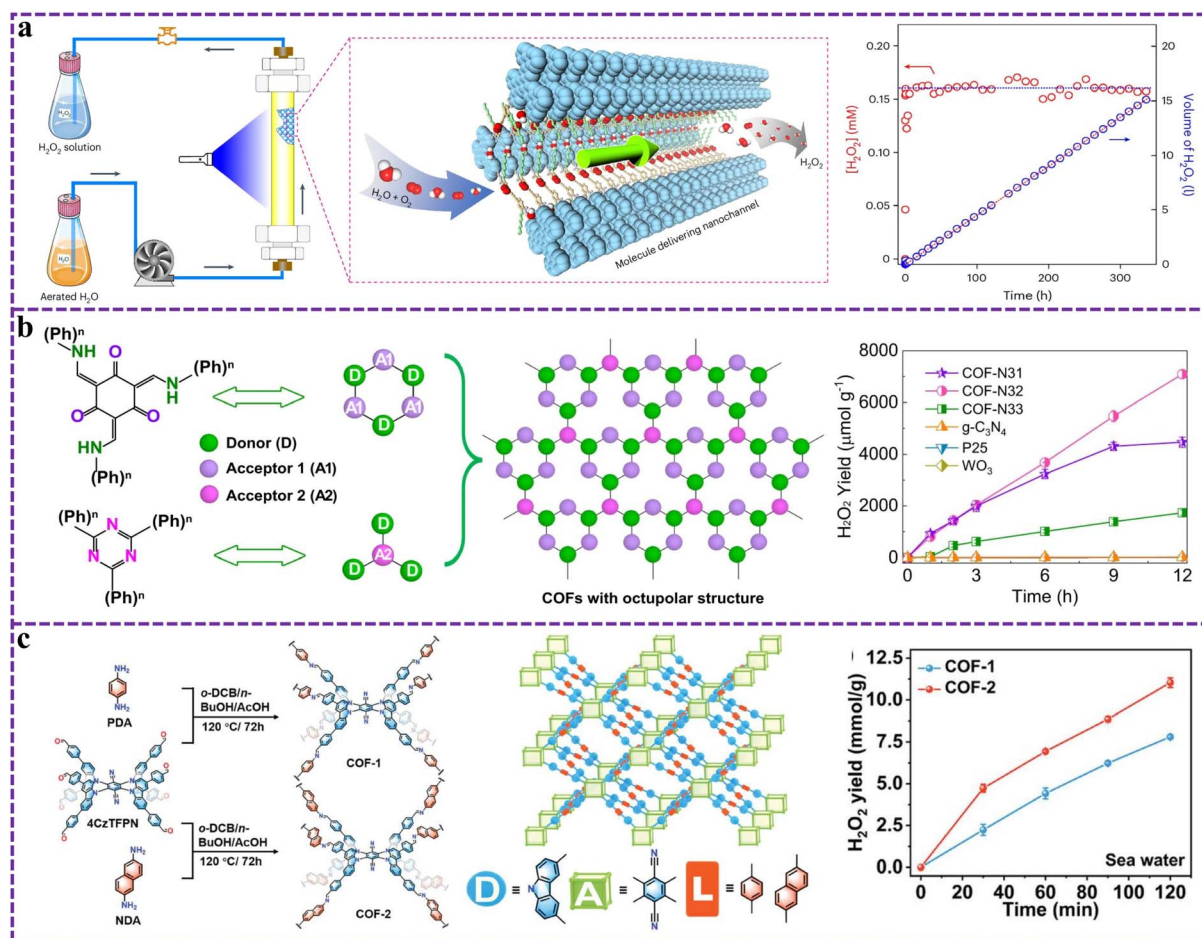 a
H₂O₂
H₂O₂ solution
H₂O
Aerated H₂O
H₂O + O₂
Molecule delivering nanochannel
H₂O₂
[H₂O₂] (mM)
0.20
0.15
0.10
0.05
0
20
15
10
5
0
Volume of H₂O₂ (l)
0 100 200 300
Time (h)
b
(Ph)ⁿ
NH
O
(Ph)ⁿ
N
H
O
O
HN
(Ph)ⁿ
(Ph)ⁿ
N
(Ph)ⁿ
N
N
(Ph)ⁿ
A1
D
D
A1
A1
D
Donor (D)
Acceptor 1 (A1)
Acceptor 2 (A2)
D
A2
D
D
COFs with octupolar structure
H₂O₂ Yield (μmol g⁻¹)
8000
6000
4000
2000
0
COF-N31
COF-N32
COF-N33
g-C₃N₄
P25
WO₃
0 3 6 9 12
Time (h)
c
NH₂
NH₂
PDA
4CzTFPN
NH₂
NH₂
NDA
o-DCB/n-
BuOH/AcOH
120 °C/ 72h
o-DCB/n-
BuOH/AcOH
120 °C/ 72h
COF-1
COF-2
D ≡
A ≡
L ≡
H₂O₂ yield (mmol/g)
12.5
10.0
7.5
5.0
2.5
0.0
COF-1
COF-2
Sea water
0 20 40 60 80 100 120
Time (min)